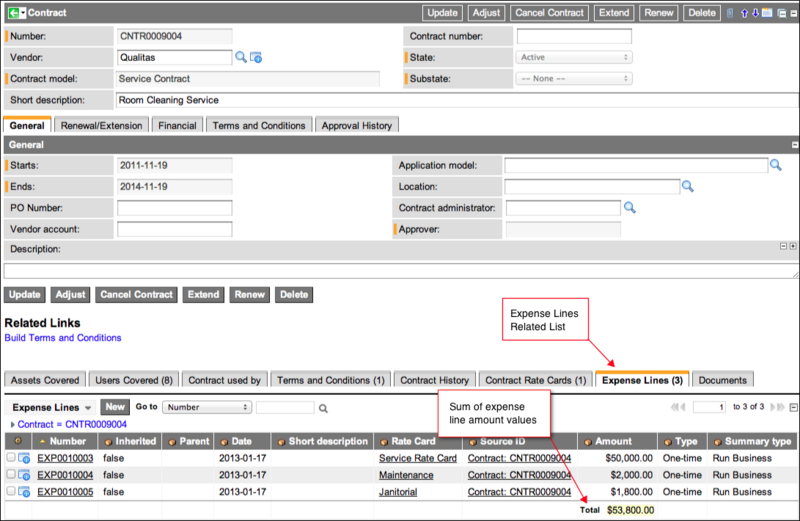 Contract Update Adjust Cancel Contract Extend Renew Delete
Number: CNTR0009004 Contract number:
Vendor: Qualitas State: Active
Contract model: Service Contract Substate: -- None --
Short description: Room Cleaning Service
General Renewal/Extension Financial Terms and Conditions Approval History
General
Starts: 2011-11-19 Application model:
Ends: 2014-11-19 Location:
PO Number: Contract administrator:
Vendor account: Approver:
Description:
Update Adjust Cancel Contract Extend Renew Delete
Related Links
Build Terms and Conditions
Expense Lines
Related List
Assets Covered Users Covered (8) Contract used by Terms and Conditions (1) Contract History Contract Rate Cards (1) Expense Lines (3) Documents
Sum of expense
line amount values
Expense Lines New Go to Number 1 to 3 of 3
Contract = CNTR0009004
Number Inherited Parent Date Short description Rate Card Source ID Amount Type Summary type
EXP0010003 false 2013-01-17 Service Rate Card Contract: CNTR0009004 $50,000.00 One-time Run Business
EXP0010004 false 2013-01-17 Maintenance Contract: CNTR0009004 $2,000.00 One-time Run Business
EXP0010005 false 2013-01-17 Janitorial Contract: CNTR0009004 $1,800.00 One-time Run Business
Total $53,800.00